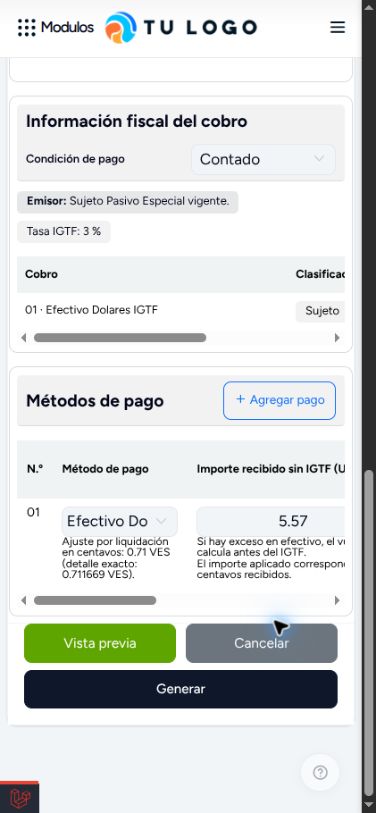 Modulos
TU LOGO
Información fiscal del cobro
Condición de pago
Contado
Emisor: Sujeto Pasivo Especial vigente.
Tasa IGTF: 3 %
Cobro Clasificac
01 · Efectivo Dolares IGTF Sujeto
Métodos de pago
+ Agregar pago
N.° Método de pago Importe recibido sin IGTF (U
01 Efectivo Do 5.57
Ajuste por liquidación
en centavos: 0.71 VES
(detalle exacto:
0.711669 VES).
Si hay exceso en efectivo, el vu
calcula antes del IGTF.
El importe aplicado correspon
centavos recibidos.
Vista previa
Cancelar
Generar